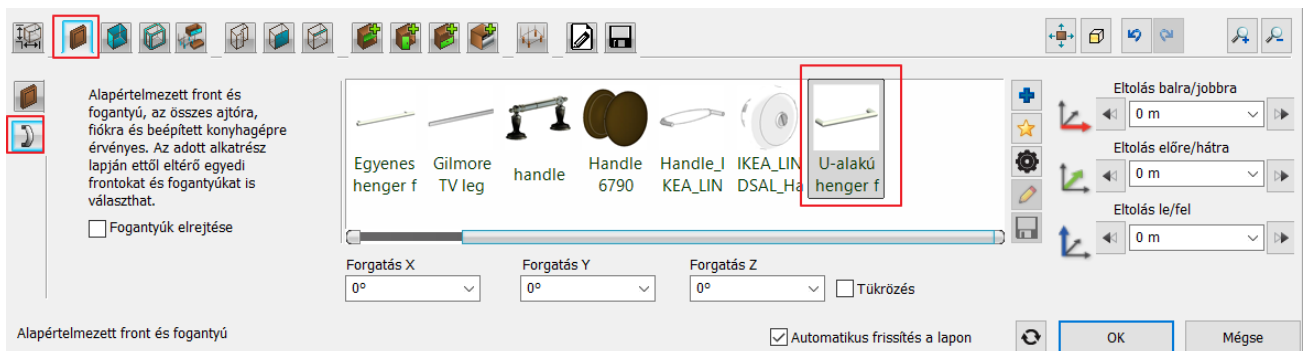 Alapértelmezett front és
fogantyú, az összes ajtóra,
fiókra és beépített konyhagépre
érvényes. Az adott alkatrész
lapján ettől eltérő egyedi
frontokat és fogantyúkat is
választhat.
Fogantyúk elrejtése
Egyenes
henger f
Gilmore
TV leg
handle
Handle
6790
Handle_I
KEA_LIN
IKEA_LIN
DSAL_Ha
U-alakú
henger f
Forgatás X
0°
Forgatás Y
0°
Forgatás Z
0°
Tükrözés
Eltolás balra/jobbra
0 m
Eltolás előre/hátra
0 m
Eltolás le/fel
0 m
Alapértelmezett front és fogantyú
Automatikus frissítés a lapon
OK
Mégse